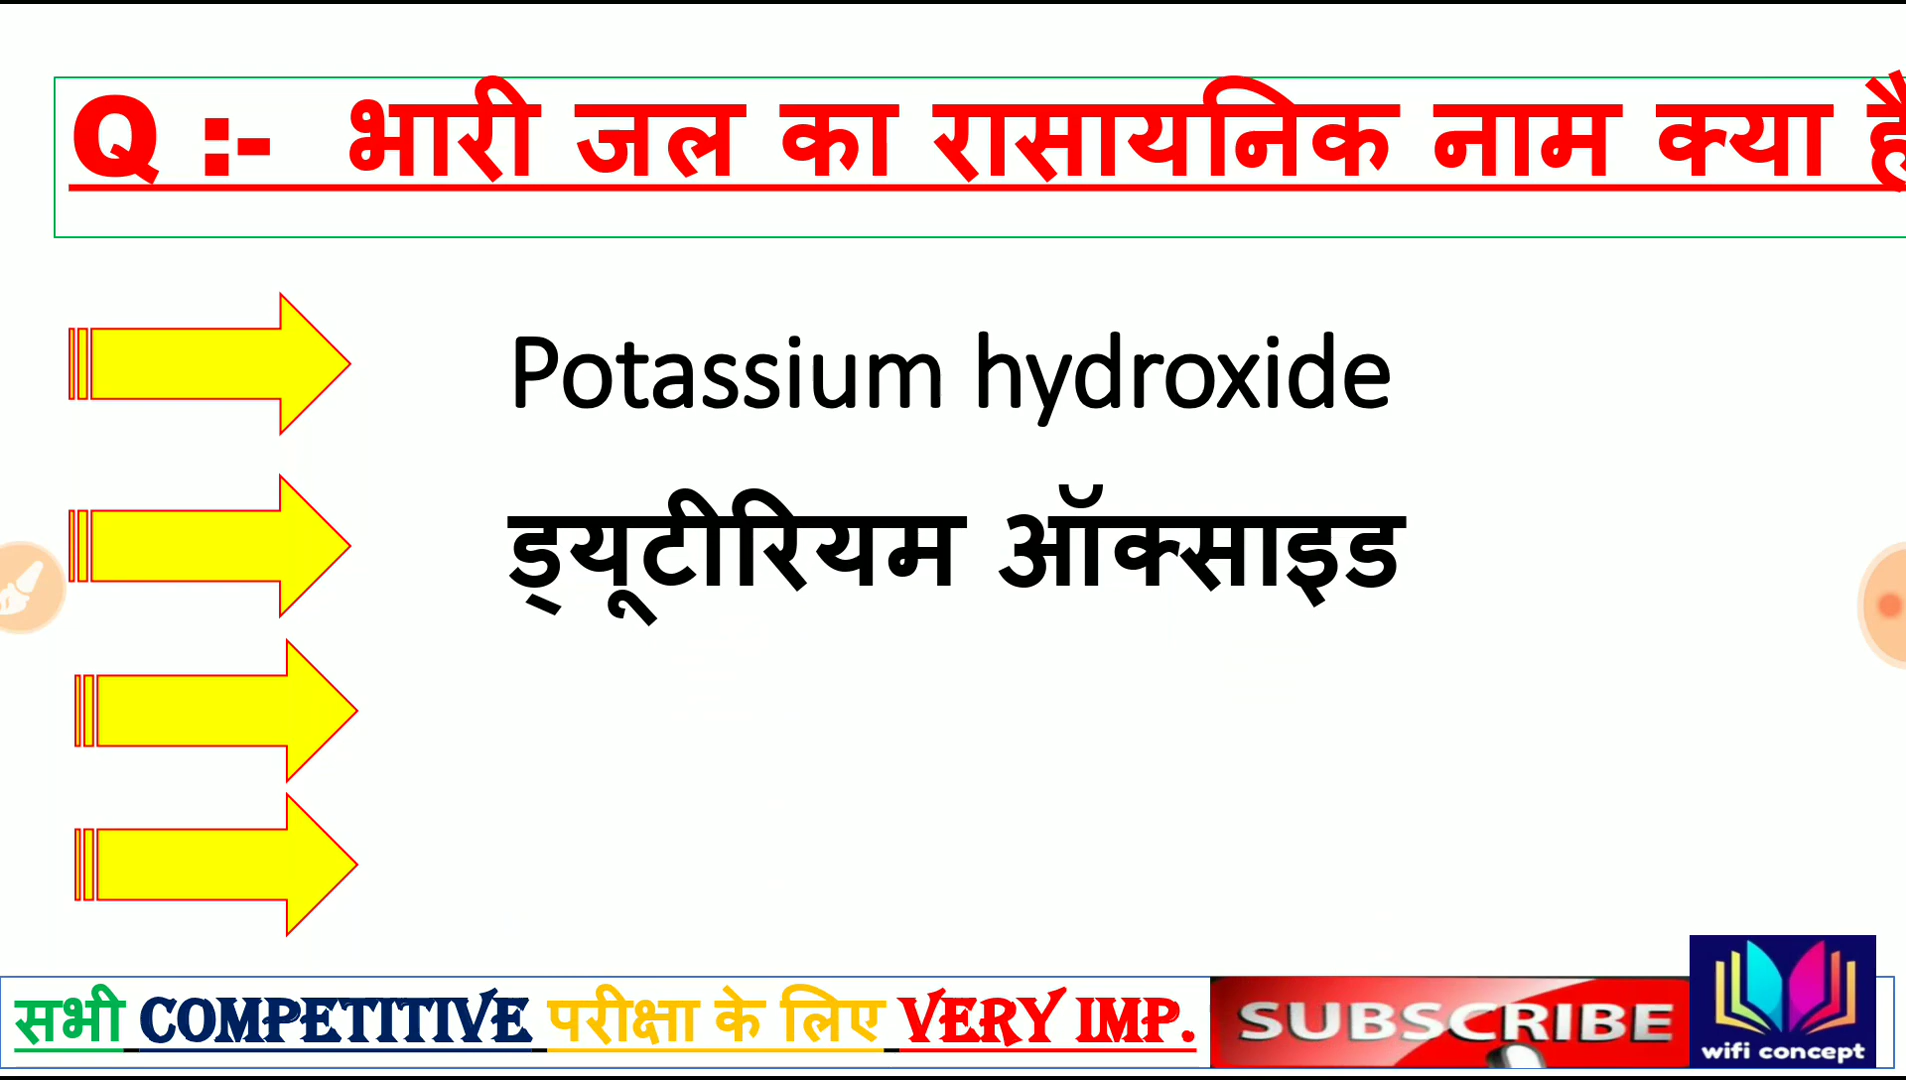 Q :- भारी जल का रासायनिक नाम क्या है
Potassium hydroxide
ड्यूटीरियम ऑक्साइड
सभी COMPETITIVE परीक्षा के लिए VERY IMP.
SUBSCRIBE
wifi concept